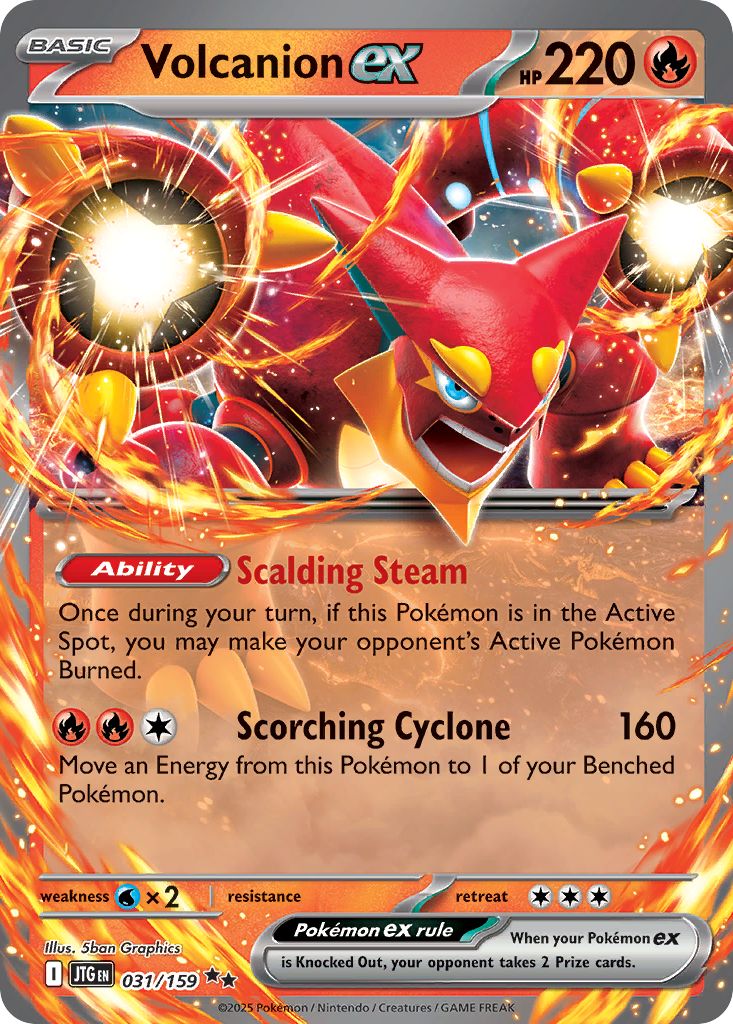 BASIC
Volcanion ex HP 220
Ability Scalding Steam
Once during your turn, if this Pokémon is in the Active
Spot, you may make your opponent's Active Pokémon
Burned.
Scorching Cyclone 160
Move an Energy from this Pokémon to 1 of your Benched
Pokémon.
weakness ×2 resistance retreat
Illus. 5ban Graphics
Pokémon ex rule When your Pokémon ex
is Knocked Out, your opponent takes 2 Prize cards.
I JTG EN 031/159 ★★
©2025 Pokémon / Nintendo / Creatures / GAME FREAK